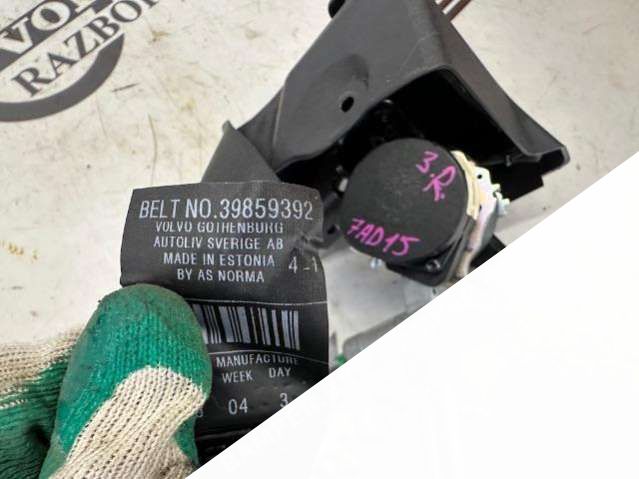 VOLVO
RAZBOR
3.R.
7AD15
BELT NO.39859392
VOLVO GOTHENBURG
AUTOLIV SVERIGE AB
MADE IN ESTONIA
BY AS NORMA
4-1
MANUFACTURE
WEEK DAY
04 3